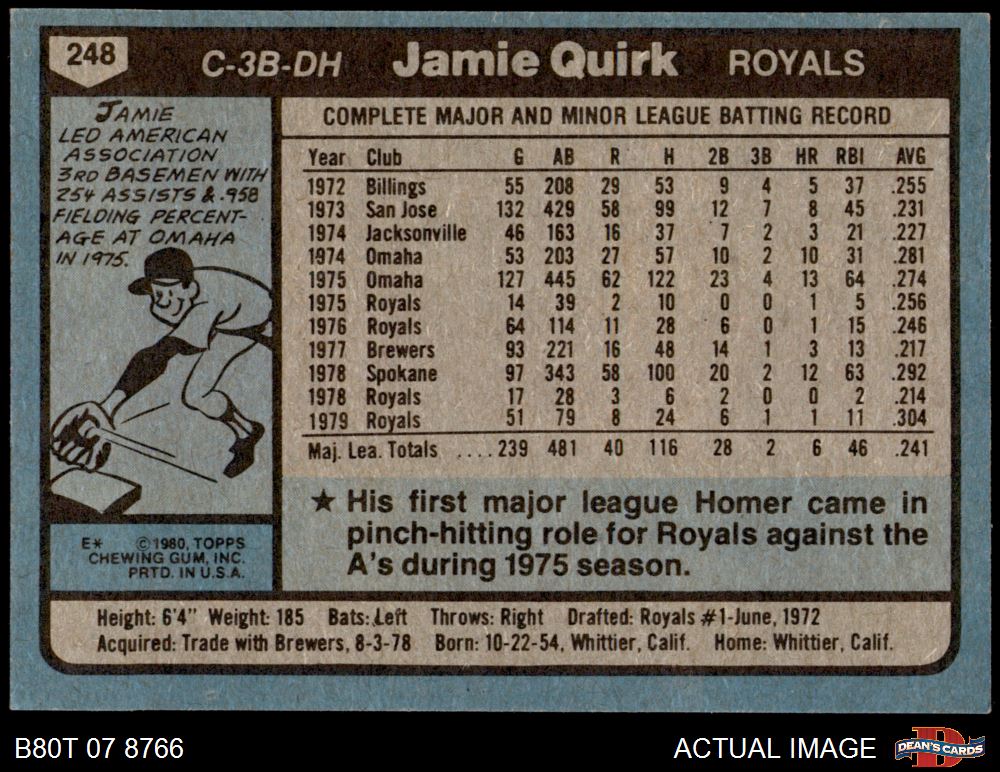 248 C-3B-DH Jamie Quirk ROYALS
JAMIE
LED AMERICAN
ASSOCIATION
3RD BASEMEN WITH
254 ASSISTS & .958
FIELDING PERCENT-
AGE AT OMAHA
IN 1975.
COMPLETE MAJOR AND MINOR LEAGUE BATTING RECORD
Year Club G AB R H 2B 3B HR RBI AVG
1972 Billings 55 208 29 53 9 4 5 37 .255
1973 San Jose 132 429 58 99 12 7 8 45 .231
1974 Jacksonville 46 163 16 37 7 2 3 21 .227
1974 Omaha 53 203 27 57 10 2 10 31 .281
1975 Omaha 127 445 62 122 23 4 13 64 .274
1975 Royals 14 39 2 10 0 0 1 5 .256
1976 Royals 64 114 11 28 6 0 1 15 .246
1977 Brewers 93 221 16 48 14 1 3 13 .217
1978 Spokane 97 343 58 100 20 2 12 63 .292
1978 Royals 17 28 3 6 2 0 0 2 .214
1979 Royals 51 79 8 24 6 1 1 11 .304
Maj. Lea. Totals ....239 481 40 116 28 2 6 46 .241
★ His first major league Homer came in
pinch-hitting role for Royals against the
A's during 1975 season.
E* © 1980, TOPPS
CHEWING GUM, INC.
PRTD. IN U.S.A.
Height: 6'4" Weight: 185 Bats: Left Throws: Right Drafted: Royals #1-June, 1972
Acquired: Trade with Brewers, 8-3-78 Born: 10-22-54, Whittier, Calif. Home: Whittier, Calif.
B80T 07 8766 ACTUAL IMAGE D DEAN'S CARDS